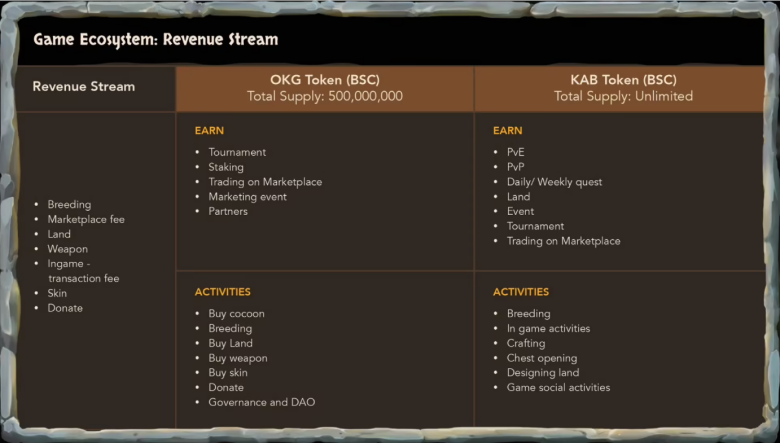 Game Ecosystem: Revenue Stream
Revenue Stream
OKG Token (BSC)
Total Supply: 500,000,000
KAB Token (BSC)
Total Supply: Unlimited
• Breeding
• Marketplace fee
• Land
• Weapon
• Ingame -
transaction fee
• Skin
• Donate
EARN
• Tournament
• Staking
• Trading on Marketplace
• Marketing event
• Partners
EARN
• PvE
• PvP
• Daily/ Weekly quest
• Land
• Event
• Tournament
• Trading on Marketplace
ACTIVITIES
• Buy cocoon
• Breeding
• Buy Land
• Buy weapon
• Buy skin
• Donate
• Governance and DAO
ACTIVITIES
• Breeding
• In game activities
• Crafting
• Chest opening
• Designing land
• Game social activities